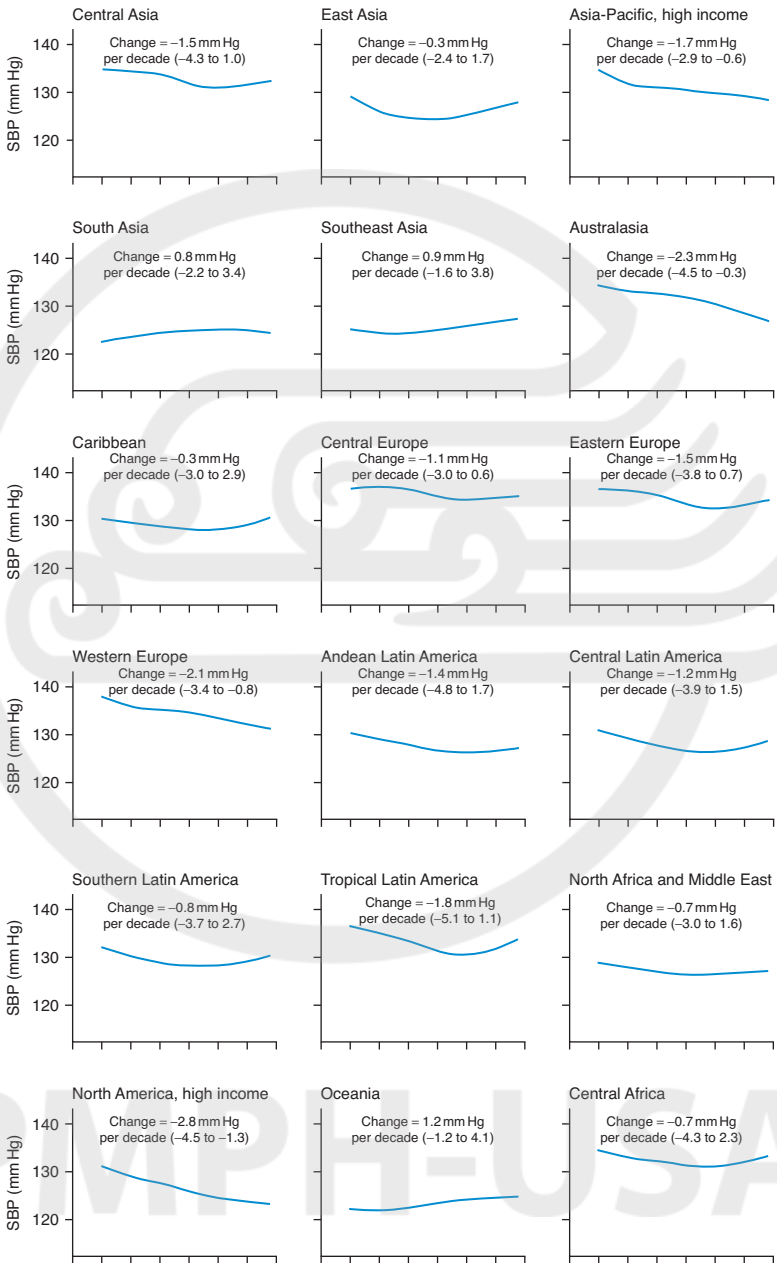 Central Asia
Change = −1.5 mm Hg
per decade (−4.3 to 1.0)
East Asia
Change = −0.3 mm Hg
per decade (−2.4 to 1.7)
Asia-Pacific, high income
Change = −1.7 mm Hg
per decade (−2.9 to −0.6)
SBP (mm Hg)
140
130
120
South Asia
Change = 0.8 mm Hg
per decade (−2.2 to 3.4)
Southeast Asia
Change = 0.9 mm Hg
per decade (−1.6 to 3.8)
Australasia
Change = −2.3 mm Hg
per decade (−4.5 to −0.3)
SBP (mm Hg)
140
130
120
Caribbean
Change = −0.3 mm Hg
per decade (−3.0 to 2.9)
Central Europe
Change = −1.1 mm Hg
per decade (−3.0 to 0.6)
Eastern Europe
Change = −1.5 mm Hg
per decade (−3.8 to 0.7)
SBP (mm Hg)
140
130
120
Western Europe
Change = −2.1 mm Hg
per decade (−3.4 to −0.8)
Andean Latin America
Change = −1.4 mm Hg
per decade (−4.8 to 1.7)
Central Latin America
Change = −1.2 mm Hg
per decade (−3.9 to 1.5)
SBP (mm Hg)
140
130
120
Southern Latin America
Change = −0.8 mm Hg
per decade (−3.7 to 2.7)
Tropical Latin America
Change = −1.8 mm Hg
per decade (−5.1 to 1.1)
North Africa and Middle East
Change = −0.7 mm Hg
per decade (−3.0 to 1.6)
SBP (mm Hg)
140
130
120
North America, high income
Change = −2.8 mm Hg
per decade (−4.5 to −1.3)
Oceania
Change = 1.2 mm Hg
per decade (−1.2 to 4.1)
Central Africa
Change = −0.7 mm Hg
per decade (−4.3 to 2.3)
SBP (mm Hg)
140
130
120
PMPH-USA